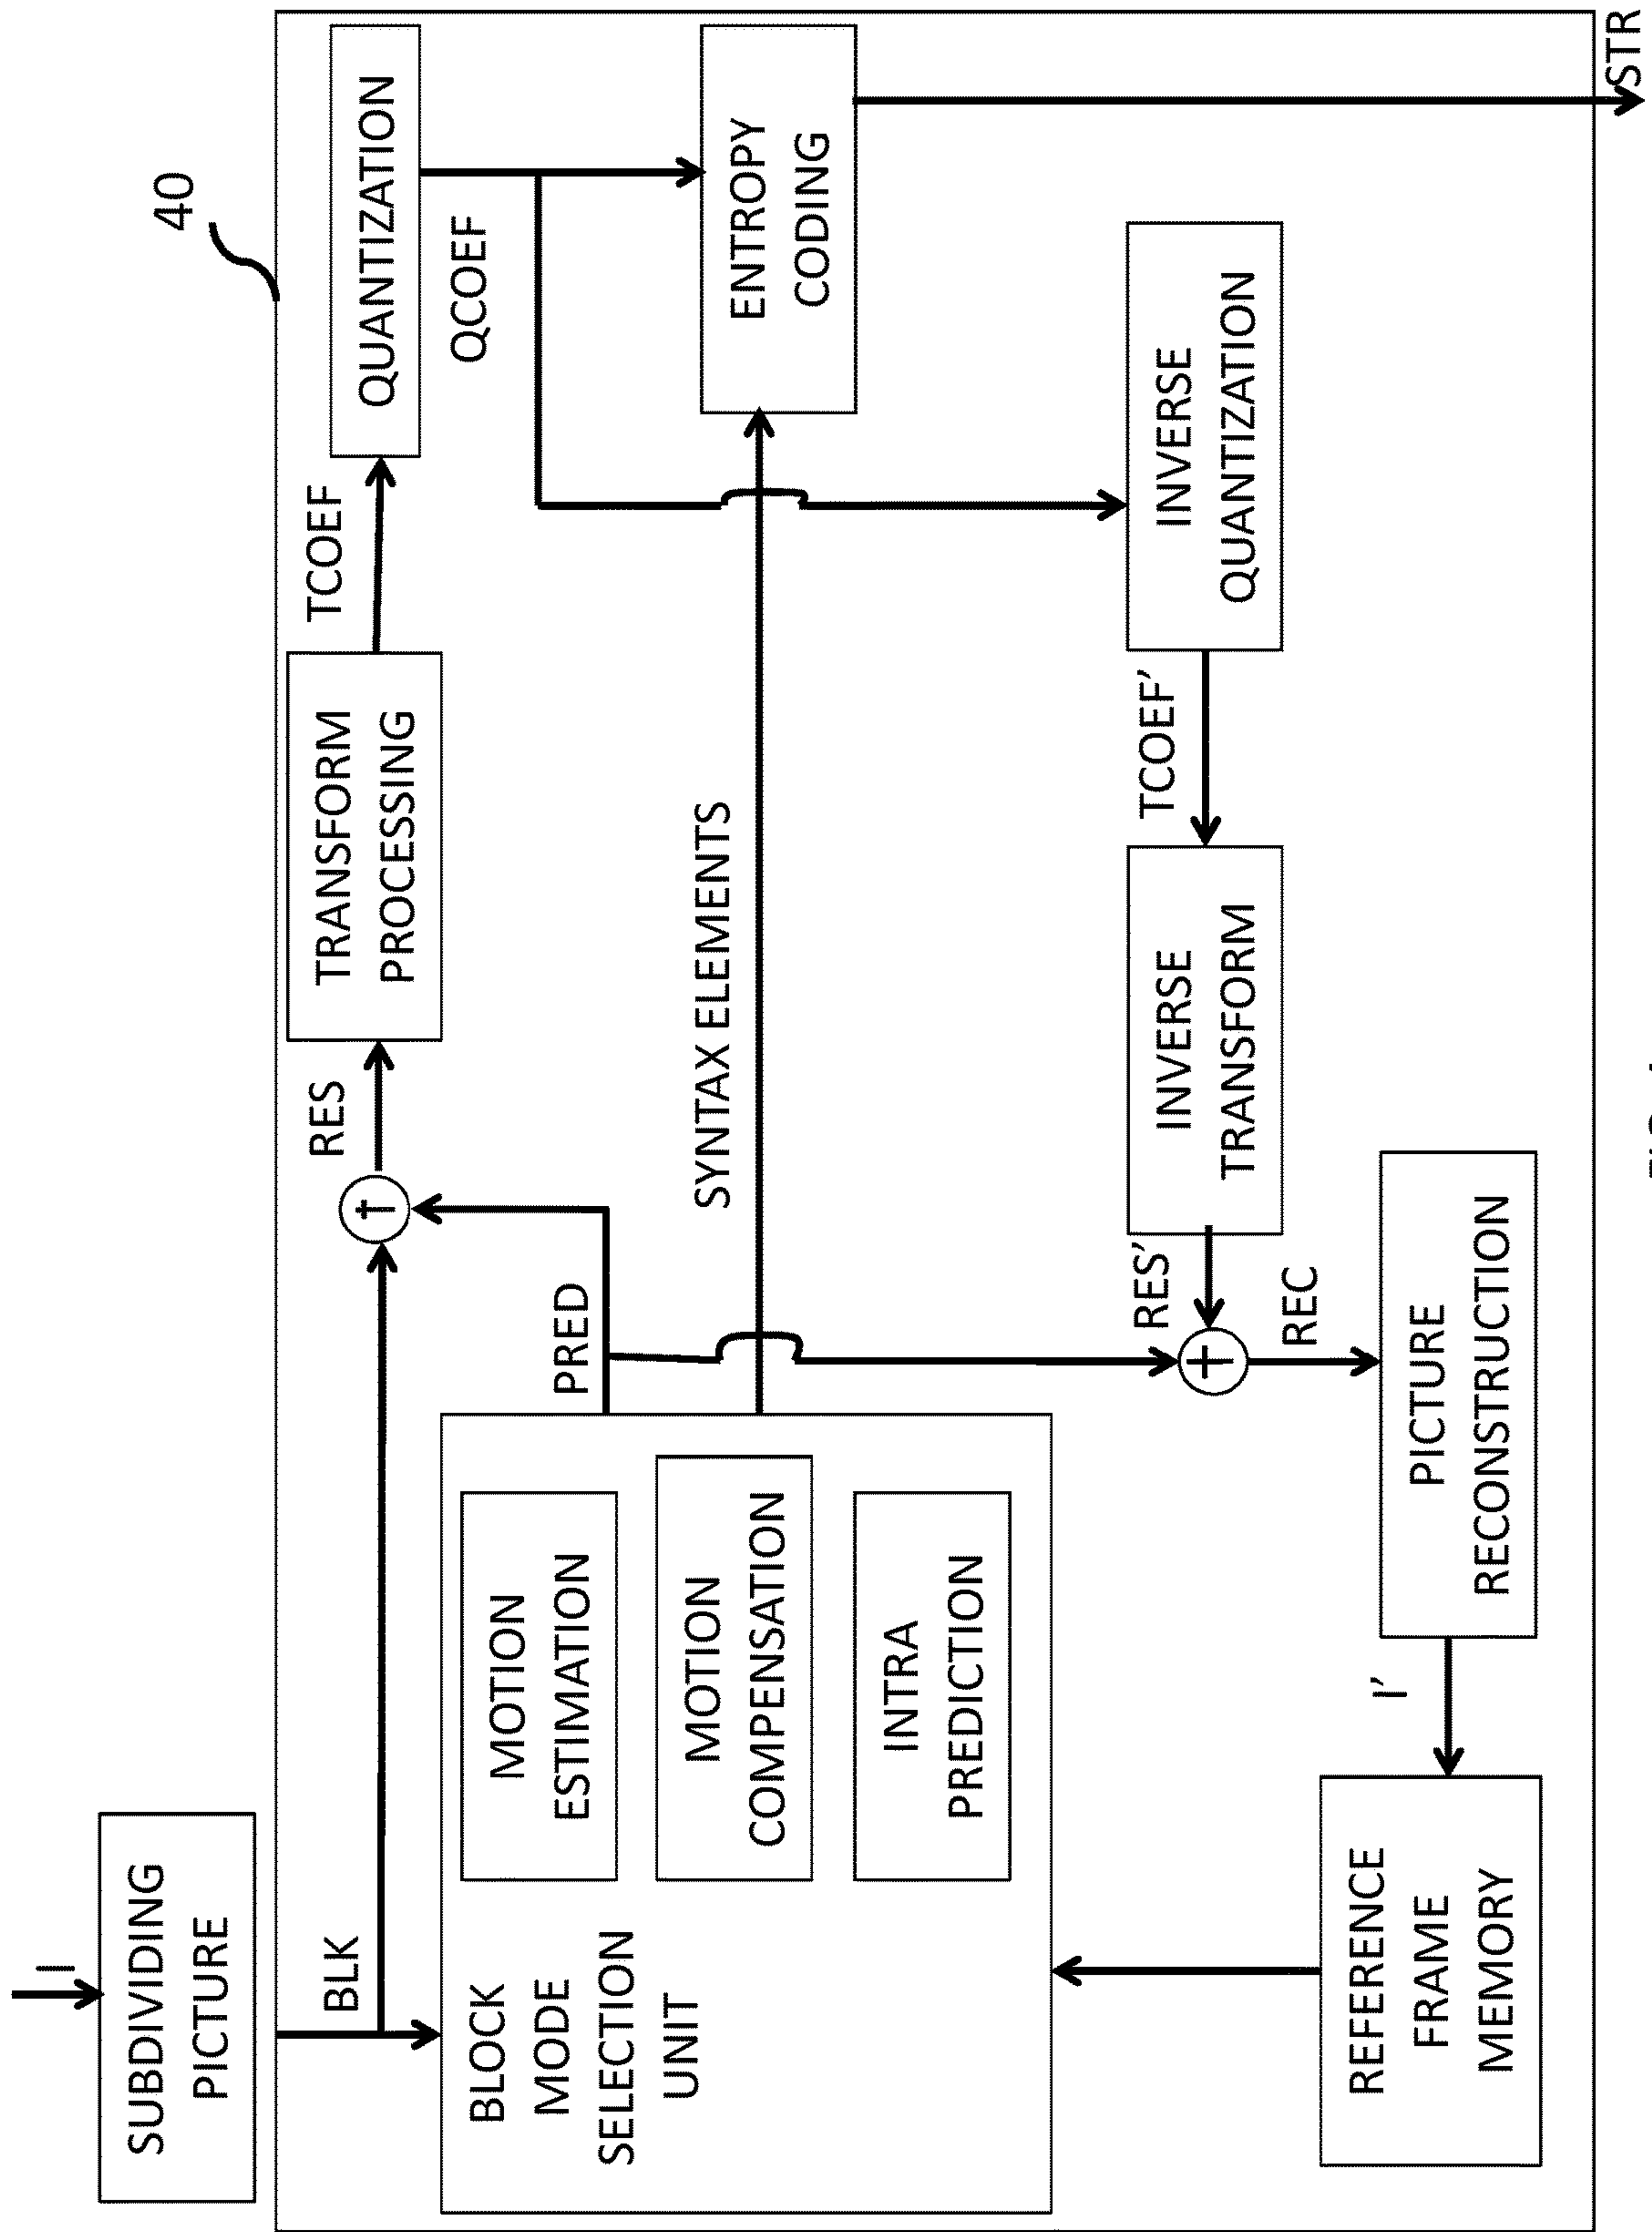 40
I
SUBDIVIDING
PICTURE
BLK
RES
TRANSFORM
PROCESSING
TCOEF
QUANTIZATION
QCOEF
BLOCK
MODE
SELECTION
UNIT
MOTION
ESTIMATION
MOTION
COMPENSATION
INTRA
PREDICTION
PRED
SYNTAX ELEMENTS
ENTROPY
CODING
STR
INVERSE
QUANTIZATION
TCOEF'
INVERSE
TRANSFORM
RES'
REC
PICTURE
RECONSTRUCTION
I'
REFERENCE
FRAME
MEMORY